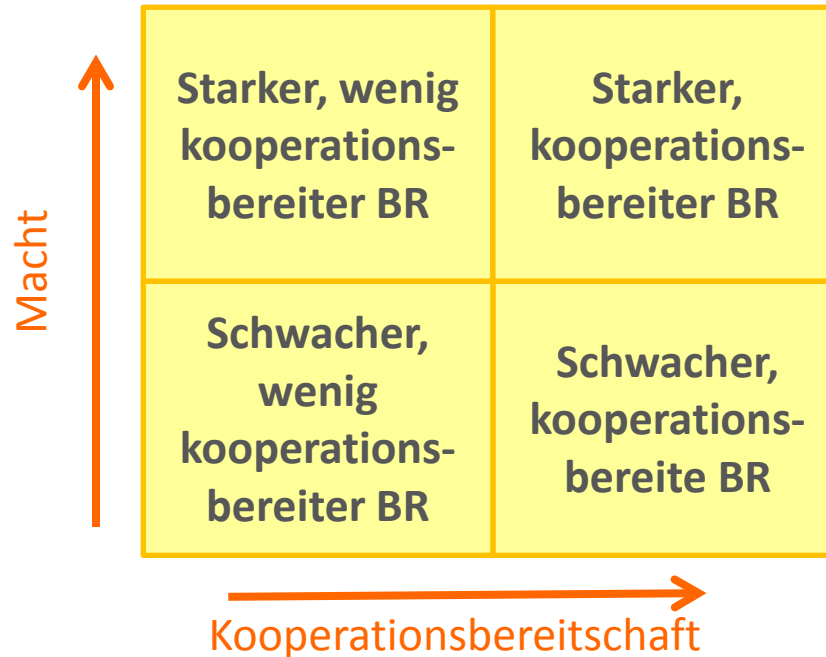 Starker, wenig
kooperations-
bereiter BR
Starker,
kooperations-
bereiter BR
Macht
Schwacher,
wenig
kooperations-
bereiter BR
Schwacher,
kooperations-
bereite BR
Kooperationsbereitschaft